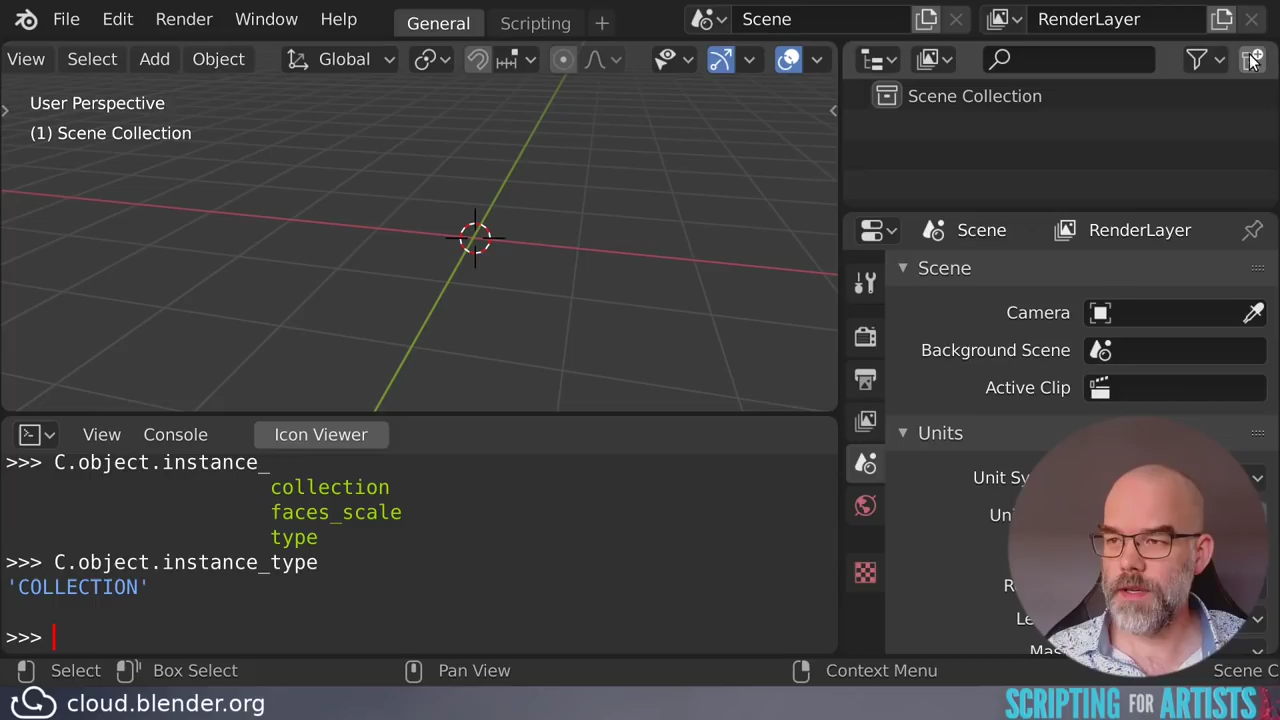 File Edit Render Window Help General Scripting + Scene RenderLayer
View Select Add Object Global
User Perspective
(1) Scene Collection
Scene Collection
Scene RenderLayer
Scene
Camera
Background Scene
Active Clip
Units
Unit Sy
Uni
R
Le
Mas
View Console Icon Viewer
>>> C.object.instance_
collection
faces_scale
type
>>> C.object.instance_type
'COLLECTION'
>>>
Select Box Select Pan View Context Menu Scene C
cloud.blender.org
SCRIPTING FOR ARTISTS